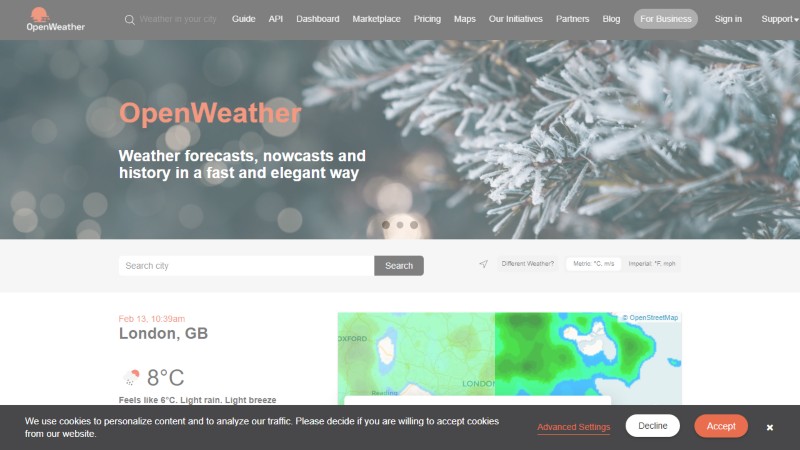 OpenWeather
Weather in your city
Guide
API
Dashboard
Marketplace
Pricing
Maps
Our Initiatives
Partners
Blog
For Business
Sign in
Support
OpenWeather
Weather forecasts, nowcasts and
history in a fast and elegant way
Search city
Search
Different Weather?
Metric: °C, m/s
Imperial: °F, mph
Feb 13, 10:39am
London, GB
8°C
Feels like 6°C. Light rain. Light breeze
© OpenStreetMap
OXFORD
LONDON
Reading
We use cookies to personalize content and to analyze our traffic. Please decide if you are willing to accept cookies
from our website.
Advanced Settings
Decline
Accept